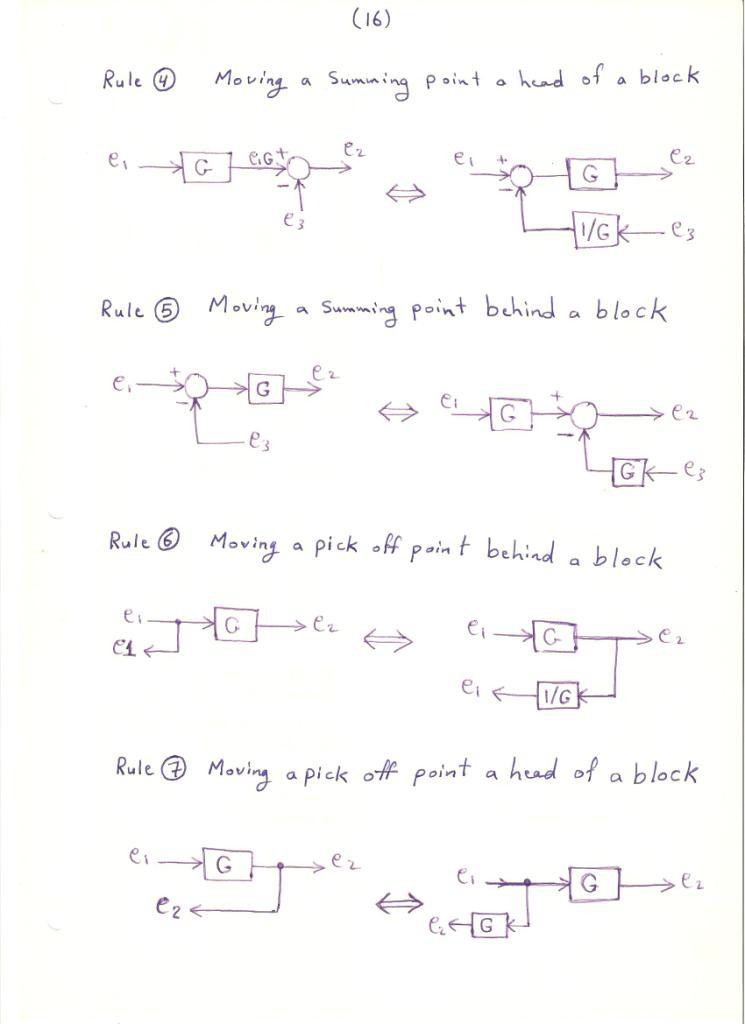 (16)
Rule ④ Moving a Summing point a head of a block
e₁ G e₁G + e₂ ⇔ e₁ + G e₂
− e₃ − 1/G e₃
Rule ⑤ Moving a Summing point behind a block
e₁ + G e₂ ⇔ e₁ G + e₂
− e₃ − G e₃
Rule ⑥ Moving a pick off point behind a block
e₁ G e₂ ⇔ e₁ G e₂
e1 e₁ 1/G
Rule ⑦ Moving a pick off point a head of a block
e₁ G e₂ ⇔ e₁ G e₂
e₂ e₂ G